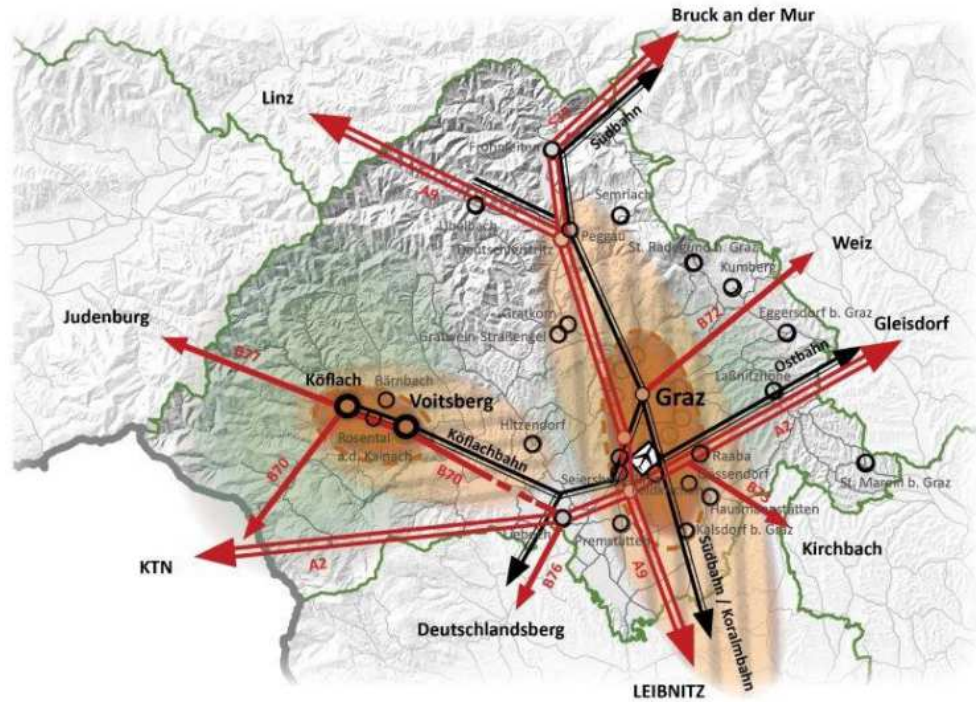 Bruck an der Mur
Linz
S35
Südbahn
Frohnleiten
A9
Semriach
Übelbach
Peggau
Deutschfeistritz
St. Radegund b. Graz
Weiz
Kumberg
B72
Eggersdorf b. Graz
Judenburg
Gratkorn
Gratwein-Straßengel
Gleisdorf
B77
Ostbahn
Laßnitzhöhe
Köflach
Bärnbach
Graz
Voitsberg
A2
Rosental
a.d. Kainach
Hitzendorf
Köflachbahn
Raaba
B70
B70
Seiersberg
Gössendorf
St. Marein b. Graz
B73
Hausmannstätten
Kalsdorf b. Graz
Premstätten
Lieboch
Kirchbach
KTN
A2
B76
A9
Südbahn / Koralmbahn
Deutschlandsberg
LEIBNITZ